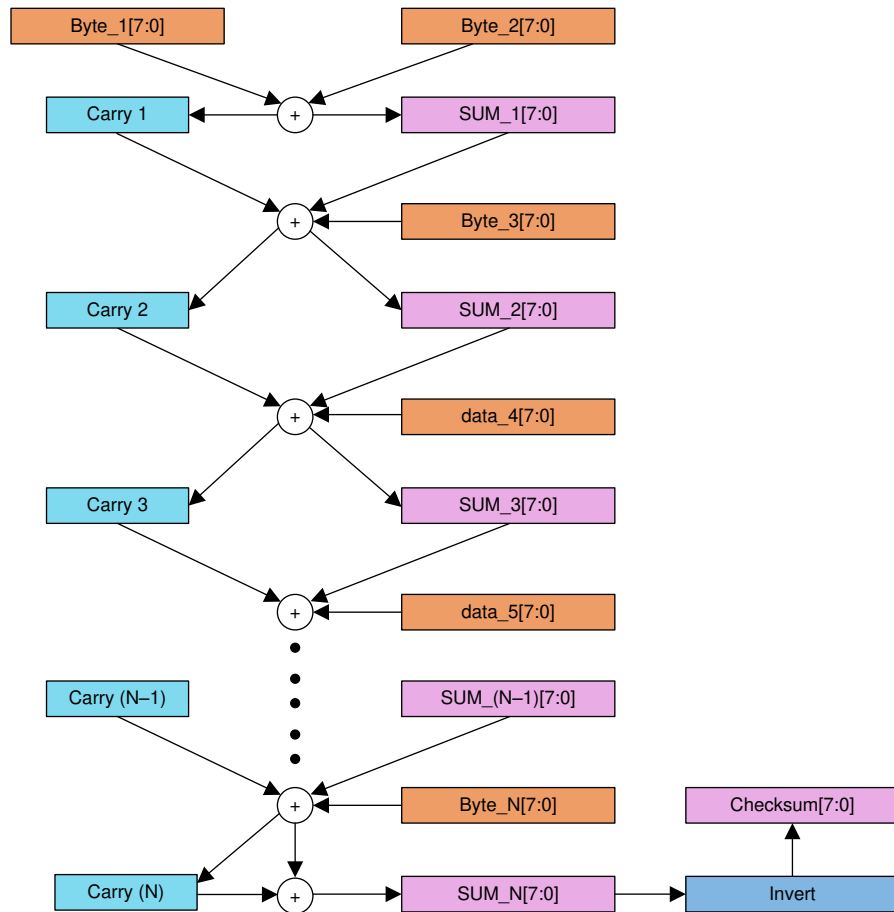 Byte_1[7:0]
Byte_2[7:0]
Carry 1
+
SUM_1[7:0]
+
Byte_3[7:0]
Carry 2
SUM_2[7:0]
+
data_4[7:0]
Carry 3
SUM_3[7:0]
+
data_5[7:0]
Carry (N–1)
SUM_(N–1)[7:0]
+
Byte_N[7:0]
Checksum[7:0]
Carry (N)
+
SUM_N[7:0]
Invert